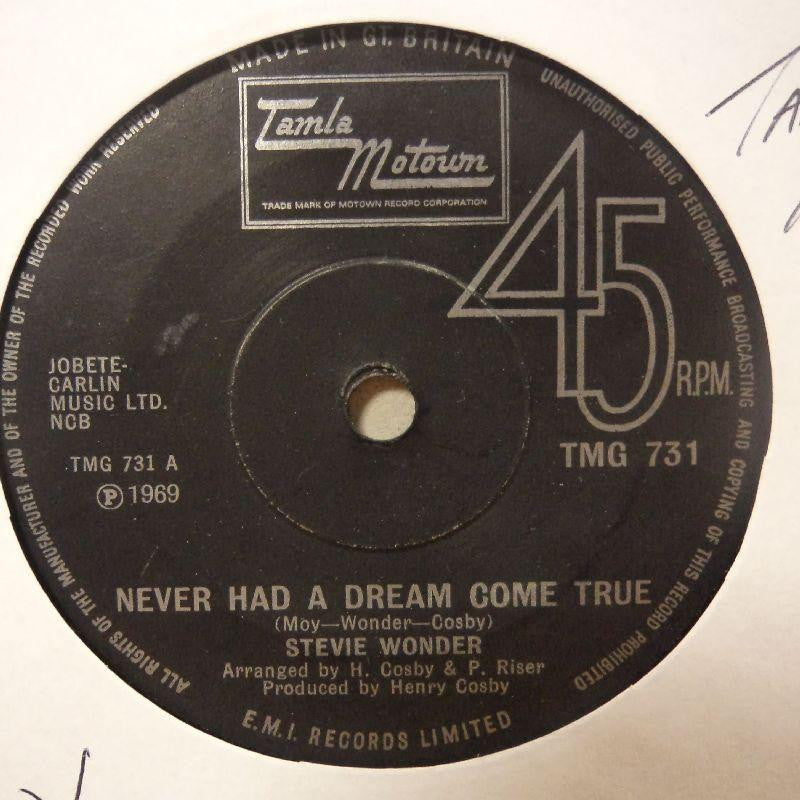 MADE IN GT. BRITAIN
Tamla
Motown
TRADE MARK OF MOTOWN RECORD CORPORATION
45
R.P.M.
TMG 731
JOBETE-
CARLIN
MUSIC LTD.
NCB
TMG 731 A
Ⓟ 1969
NEVER HAD A DREAM COME TRUE
(Moy—Wonder—Cosby)
STEVIE WONDER
Arranged by H. Cosby & P. Riser
Produced by Henry Cosby
E.M.I. RECORDS LIMITED
ALL RIGHTS OF THE MANUFACTURER AND OF THE OWNER OF THE RECORDED WORK RESERVED
UNAUTHORISED PUBLIC PERFORMANCE BROADCASTING AND COPYING OF THIS RECORD PROHIBITED